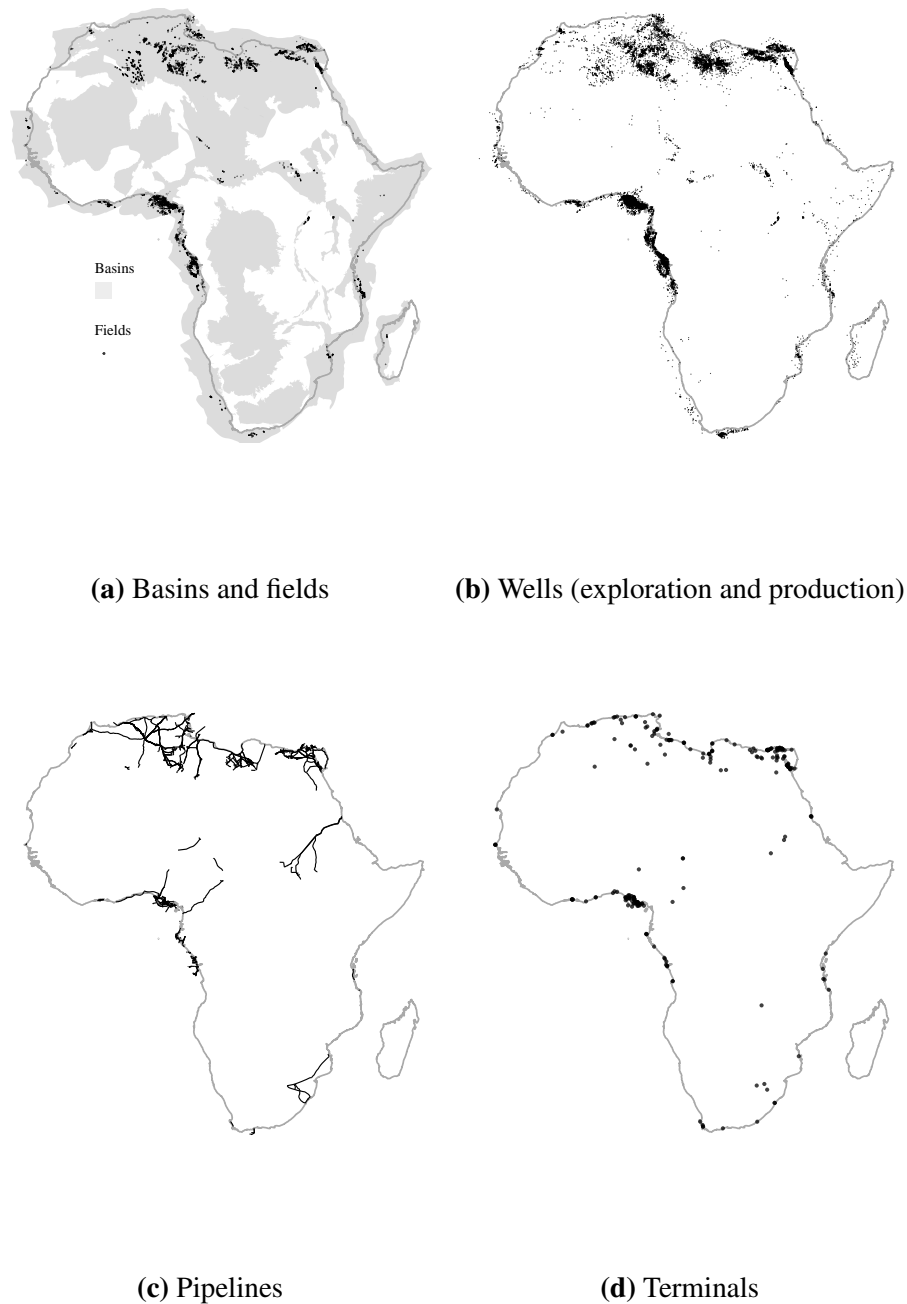 Basins
Fields
(a) Basins and fields
(b) Wells (exploration and production)
(c) Pipelines
(d) Terminals